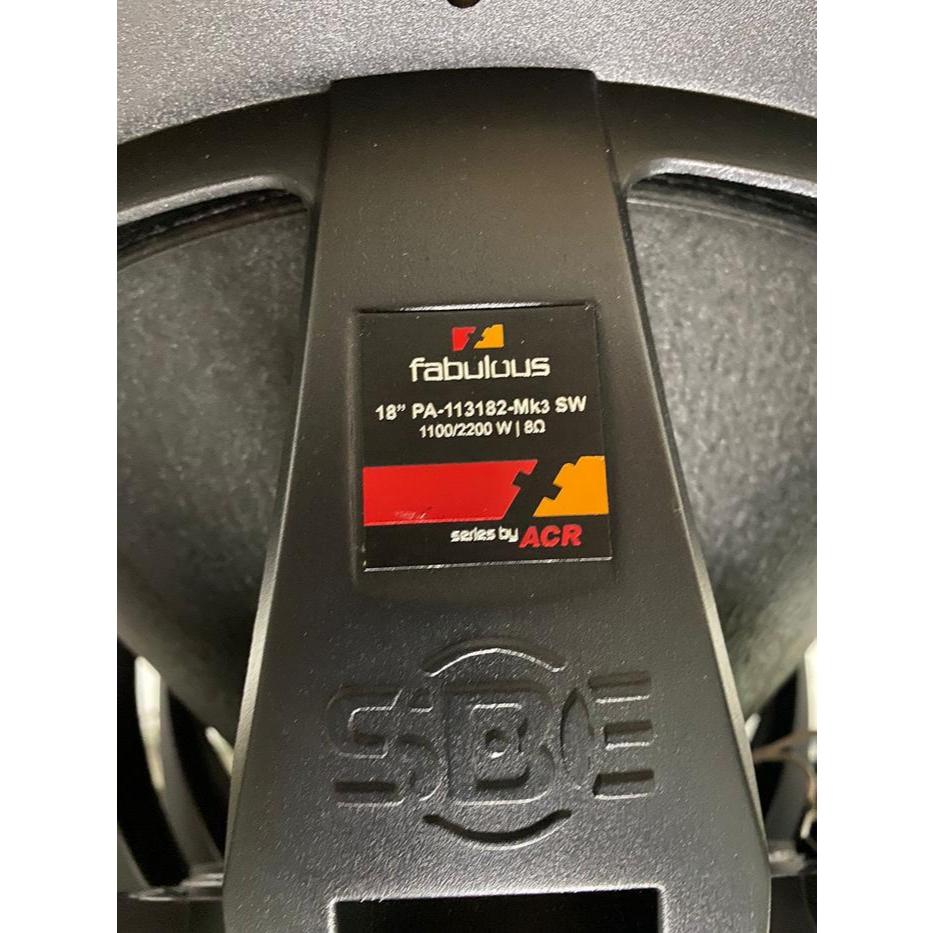 fabulous
18” PA-113182-Mk3 SW
1100/2200 W | 8Ω
series by ACR
SBE